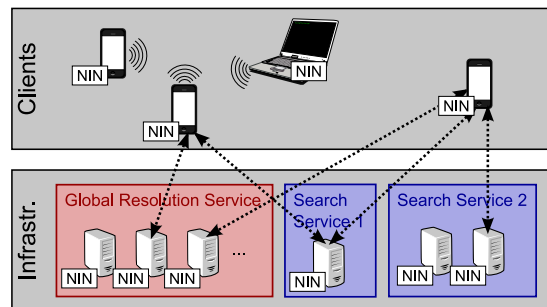 Clients
NIN
NIN
NIN
NIN
Infrastr.
Global Resolution Service
NIN
NIN
NIN
...
Search
Service 1
NIN
Search Service 2
NIN
NIN